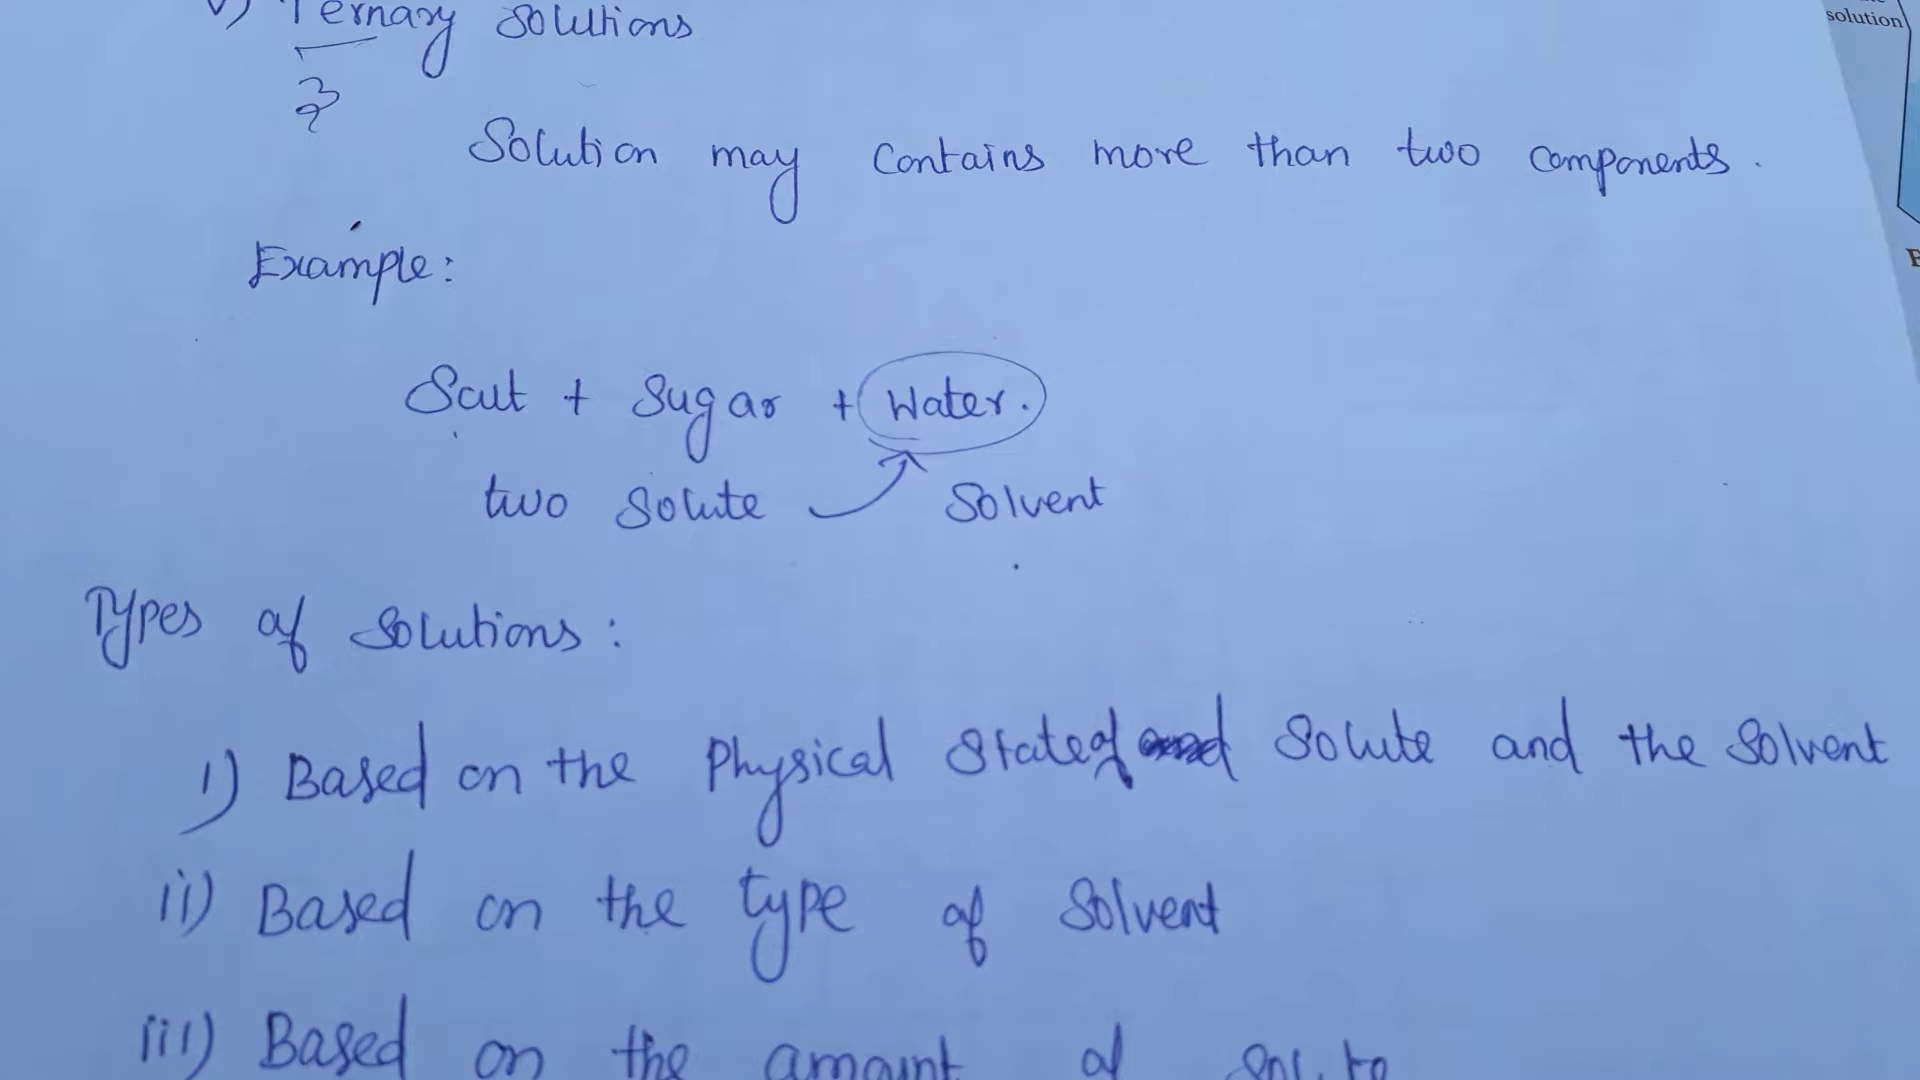 v) Ternary Solutions
3
Solution may contains more than two components.
Example:
Salt + Sugar + Water.
two Solute Solvent
Types of Solutions:
i) Based on the Physical State of Solute and the Solvent
ii) Based on the type of Solvent
iii) Based on the amount of Solute
solution